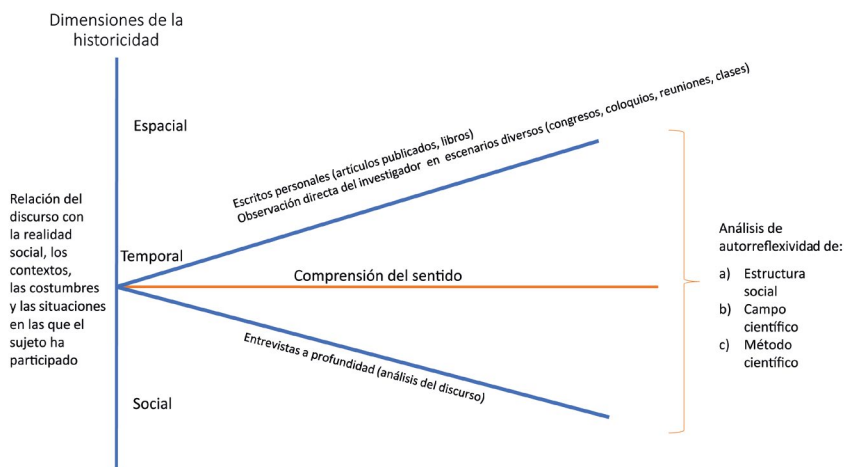 Dimensiones de la
historicidad
Espacial
Escritos personales (artículos publicados, libros)
Observación directa del investigador en escenarios diversos (congresos, coloquios, reuniones, clases)
Relación del
discurso con
la realidad
social, los
contextos,
las costumbres
y las situaciones
en las que el
sujeto ha
participado
Temporal
Comprensión del sentido
Entrevistas a profundidad (análisis del discurso)
Social
Análisis de
autorreflexividad de:
a) Estructura
social
b) Campo
científico
c) Método
científico